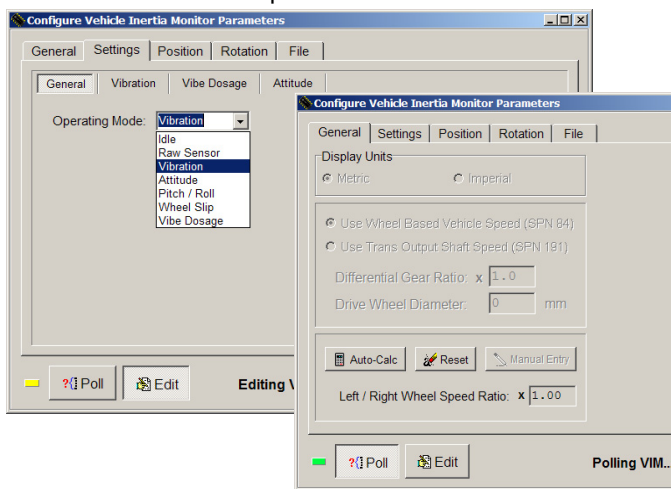 Configure Vehicle Inertia Monitor Parameters
General Settings Position Rotation File
General Vibration Vibe Dosage Attitude
Operating Mode: Vibration
Idle
Raw Sensor
Vibration
Attitude
Pitch / Roll
Wheel Slip
Vibe Dosage
?{] Poll Edit Editing V
Configure Vehicle Inertia Monitor Parameters
General Settings Position Rotation File
Display Units
Metric Imperial
Use Wheel Based Vehicle Speed (SPN 84)
Use Trans Output Shaft Speed (SPN 191)
Differential Gear Ratio: x 1.0
Drive Wheel Diameter: 0 mm
Auto-Calc Reset Manual Entry
Left / Right Wheel Speed Ratio: x 1.00
?{] Poll Edit Polling VIM..